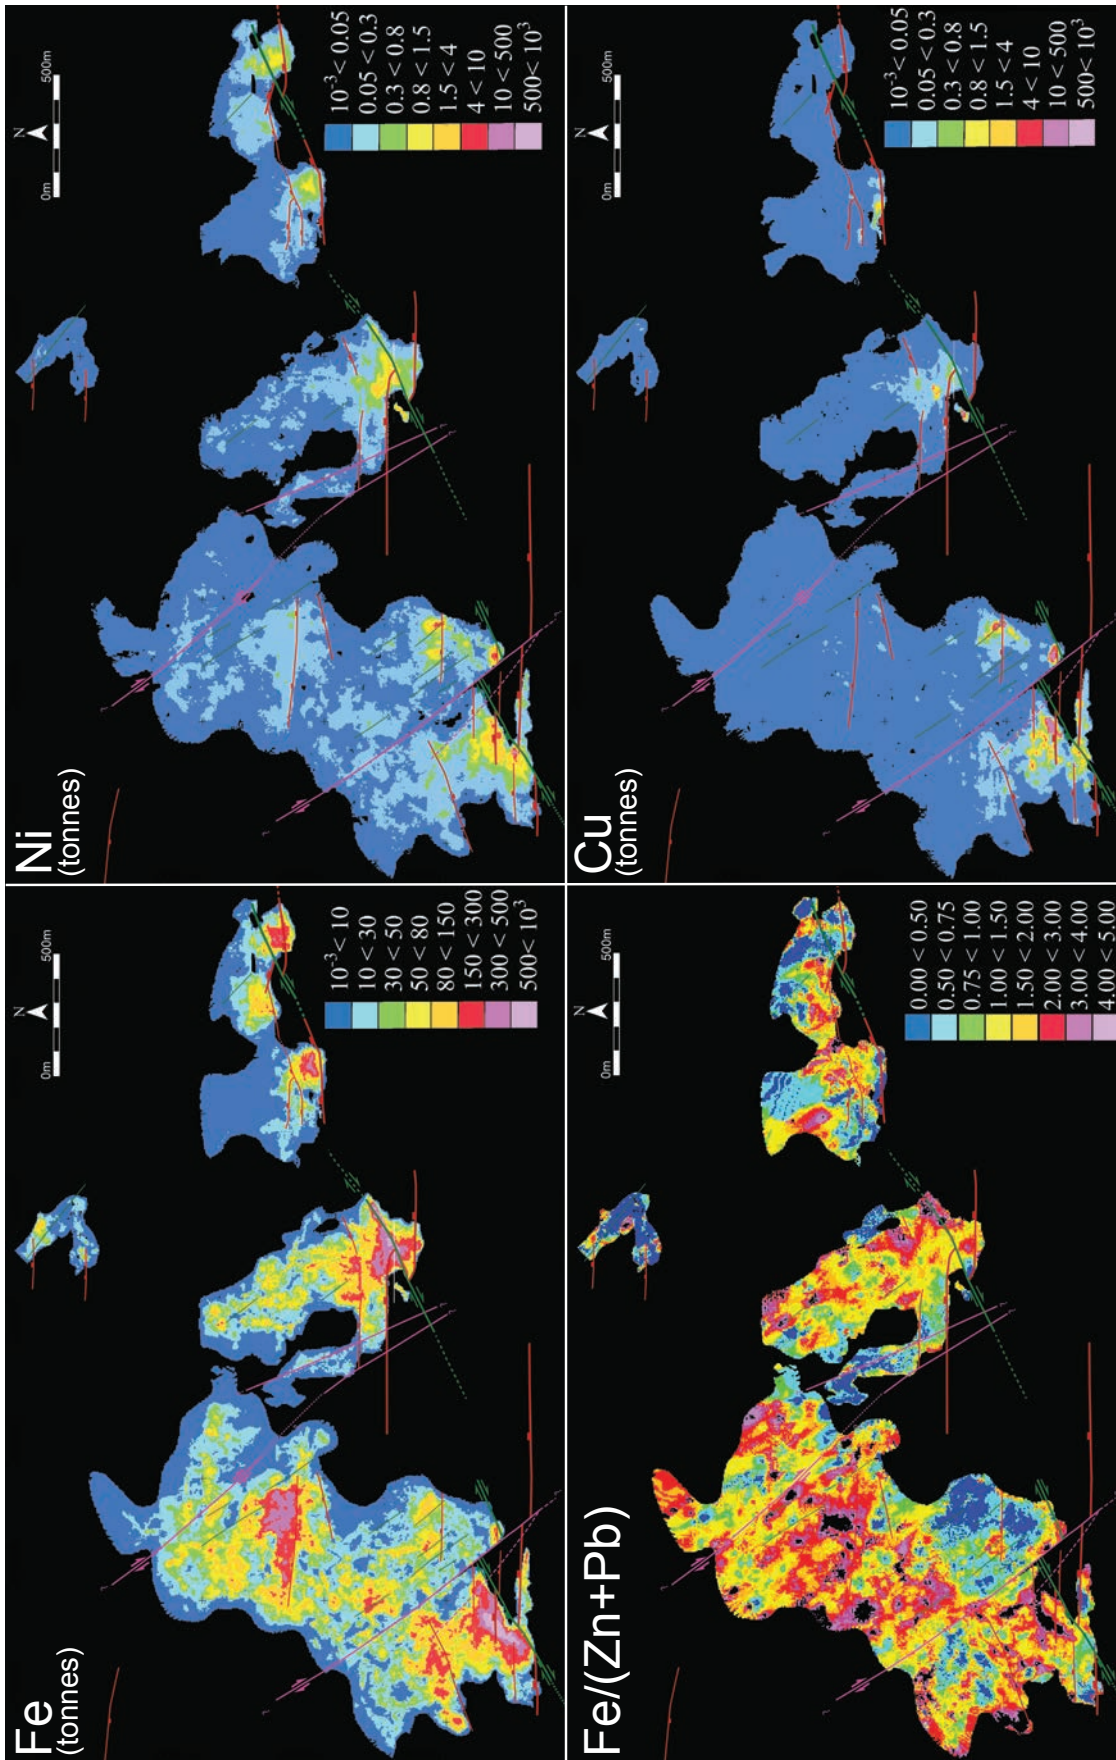 Fe
(tonnes)
N
0m 500m
10⁻³ < 10
10 < 30
30 < 50
50 < 80
80 < 150
150 < 300
300 < 500
500< 10³
Ni
(tonnes)
N
0m 500m
10⁻³ < 0.05
0.05 < 0.3
0.3 < 0.8
0.8 < 1.5
1.5 < 4
4 < 10
10 < 500
500< 10³
Fe/(Zn+Pb)
N
0m 500m
0.00 < 0.50
0.50 < 0.75
0.75 < 1.00
1.00 < 1.50
1.50 < 2.00
2.00 < 3.00
3.00 < 4.00
4.00 < 5.00
Cu
(tonnes)
N
0m 500m
10⁻³ < 0.05
0.05 < 0.3
0.3 < 0.8
0.8 < 1.5
1.5 < 4
4 < 10
10 < 500
500< 10³